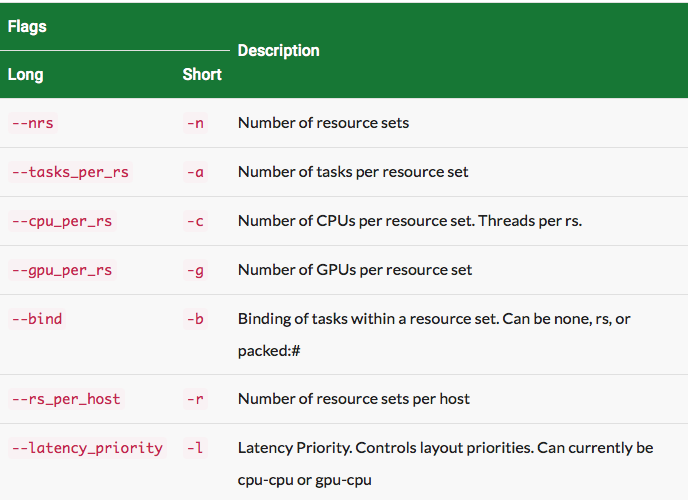 Flags
Description
Long Short
--nrs -n Number of resource sets
--tasks_per_rs -a Number of tasks per resource set
--cpu_per_rs -c Number of CPUs per resource set. Threads per rs.
--gpu_per_rs -g Number of GPUs per resource set
--bind -b Binding of tasks within a resource set. Can be none, rs, or
packed:#
--rs_per_host -r Number of resource sets per host
--latency_priority -l Latency Priority. Controls layout priorities. Can currently be
cpu-cpu or gpu-cpu